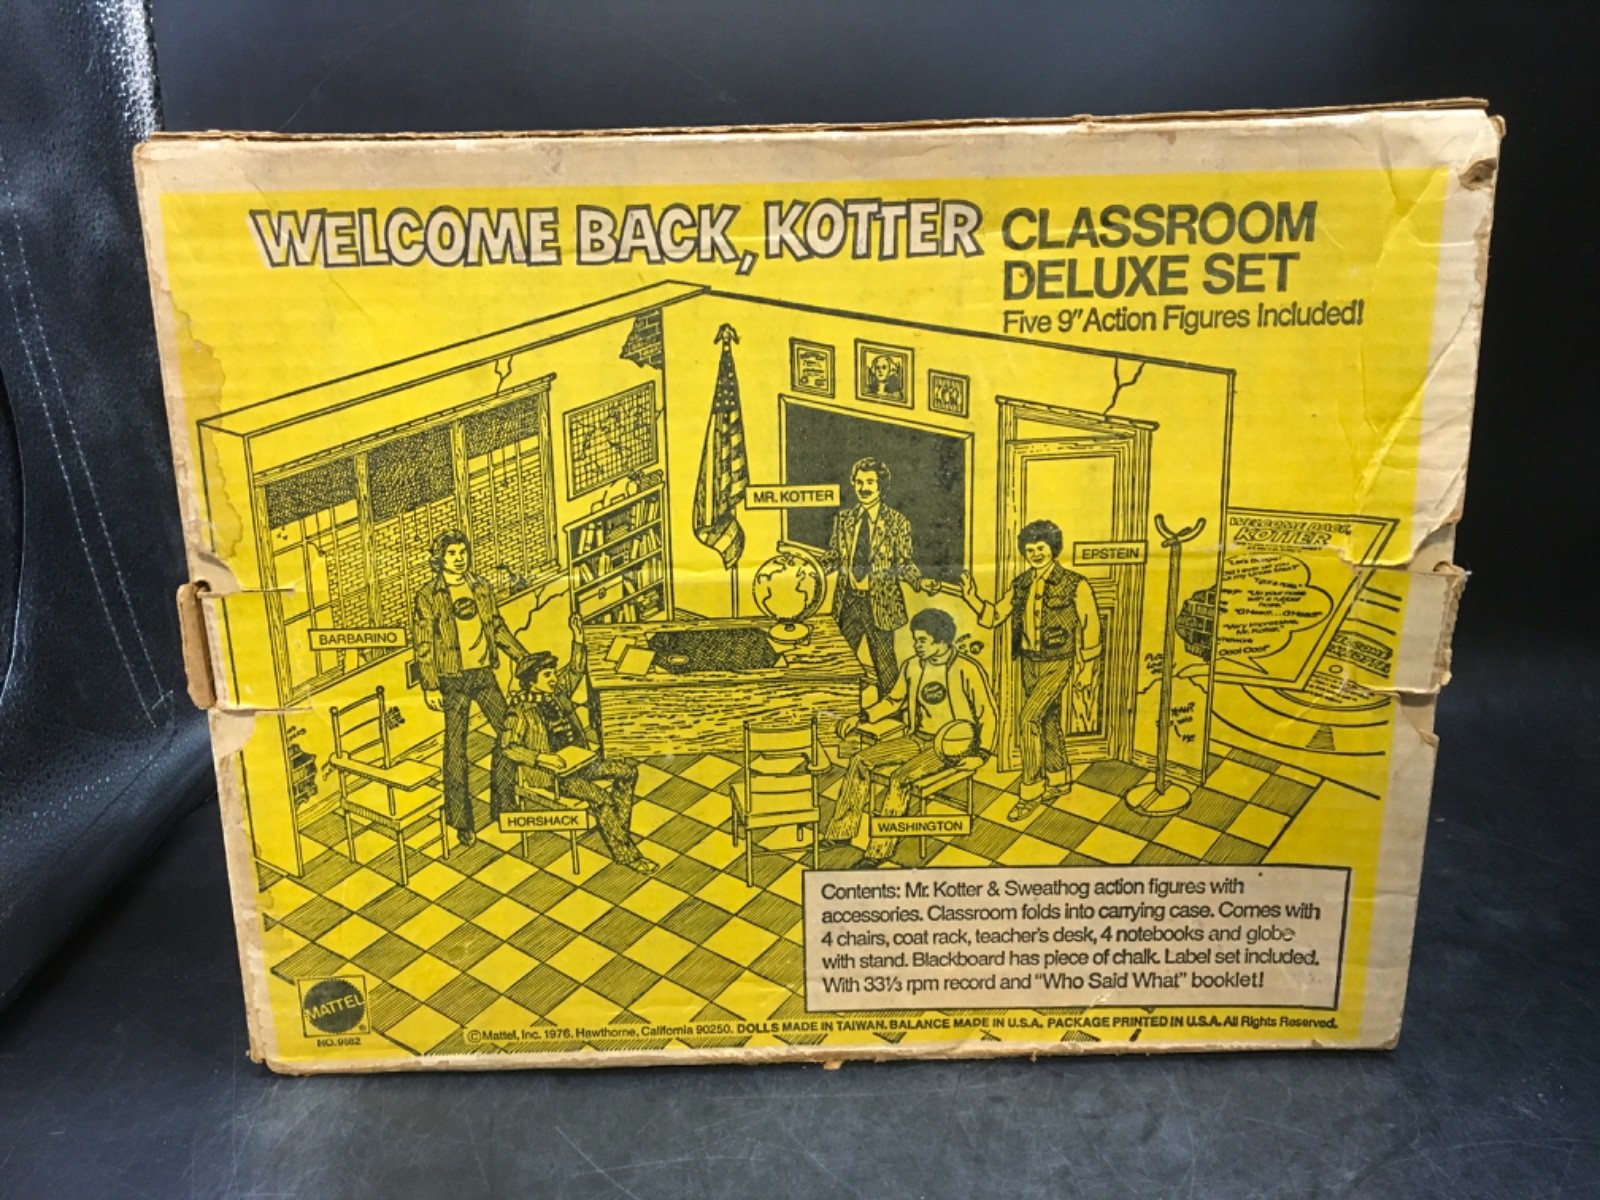 WELCOME BACK, KOTTER
CLASSROOM
DELUXE SET
Five 9" Action Figures Included!
MR. KOTTER
EPSTEIN
BARBARINO
HORSHACK
WASHINGTON
WELCOME BACK,
KOTTER
Contents: Mr. Kotter & Sweathog action figures with
accessories. Classroom folds into carrying case. Comes with
4 chairs, coat rack, teacher's desk, 4 notebooks and globe
with stand. Blackboard has piece of chalk. Label set included.
With 33⅓ rpm record and "Who Said What" booklet!
MATTEL
®
NO. 9882
© Mattel, Inc. 1976, Hawthorne, California 90250. DOLLS MADE IN TAIWAN. BALANCE MADE IN U.S.A. PACKAGE PRINTED IN U.S.A. All Rights Reserved.